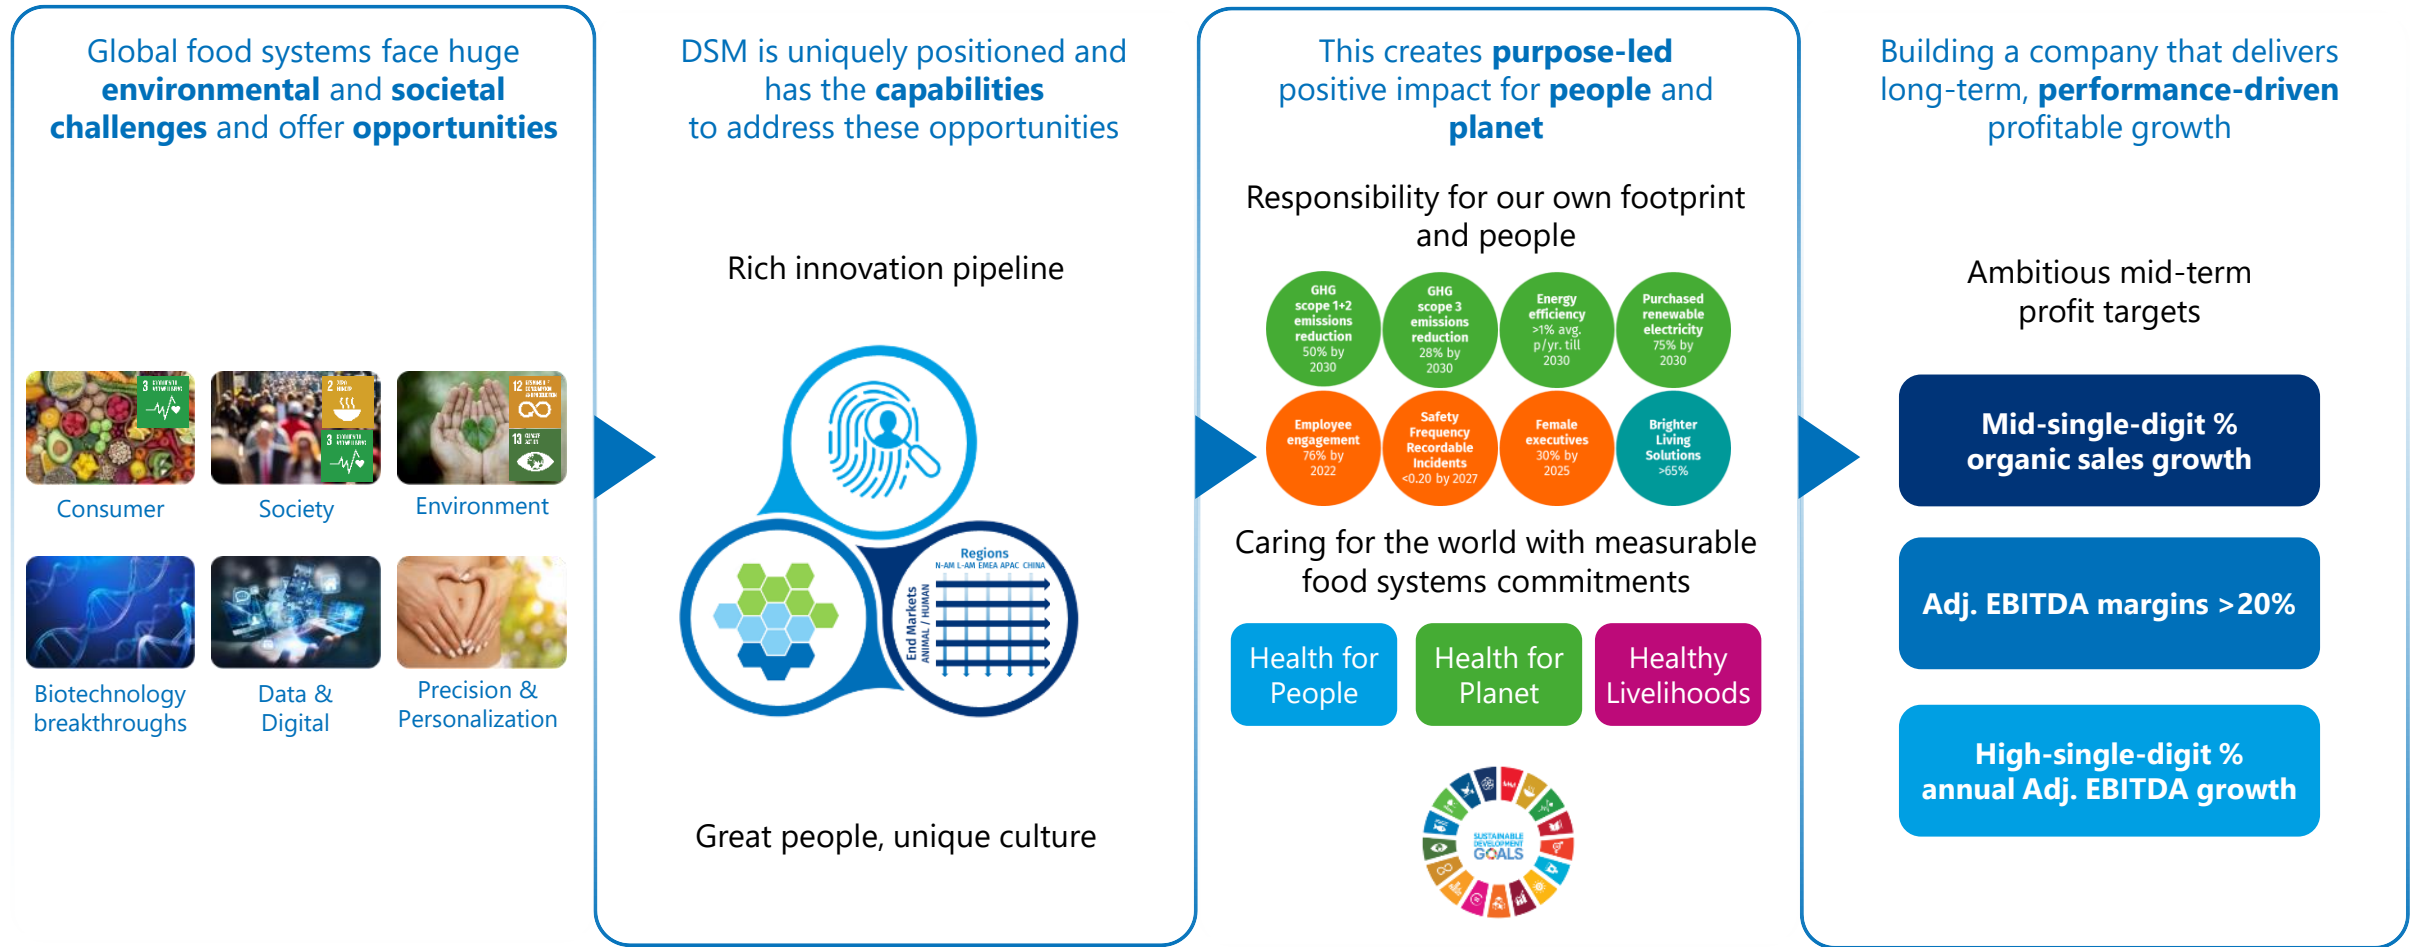 Global food systems face huge
environmental and societal
challenges and offer opportunities
3
2
3
12
13
Consumer
Society
Environment
Biotechnology
breakthroughs
Data &
Digital
Precision &
Personalization
DSM is uniquely positioned and
has the capabilities
to address these opportunities
Rich innovation pipeline
Regions
N-AM L-AM EMEA APAC CHINA
End Markets
ANIMAL / HUMAN
Great people, unique culture
This creates purpose-led
positive impact for people and
planet
Responsibility for our own footprint
and people
GHG
scope 1+2
emissions
reduction
50% by
2030
GHG
scope 3
emissions
reduction
28% by
2030
Energy
efficiency
>1% avg.
p/yr. till
2030
Purchased
renewable
electricity
75% by
2030
Employee
engagement
76% by
2022
Safety
Frequency
Recordable
Incidents
<0.20 by 2027
Female
executives
30% by
2025
Brighter
Living
Solutions
>65%
Caring for the world with measurable
food systems commitments
Health for
People
Health for
Planet
Healthy
Livelihoods
SUSTAINABLE
DEVELOPMENT
GOALS
Building a company that delivers
long-term, performance-driven
profitable growth
Ambitious mid-term
profit targets
Mid-single-digit %
organic sales growth
Adj. EBITDA margins >20%
High-single-digit %
annual Adj. EBITDA growth